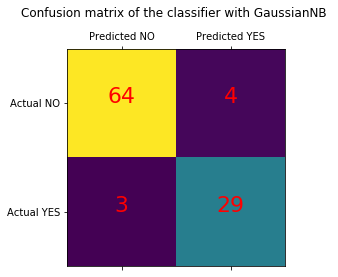 Confusion matrix of the classifier with GaussianNB
Predicted NO Predicted YES
Actual NO 64 4
Actual YES 3 29